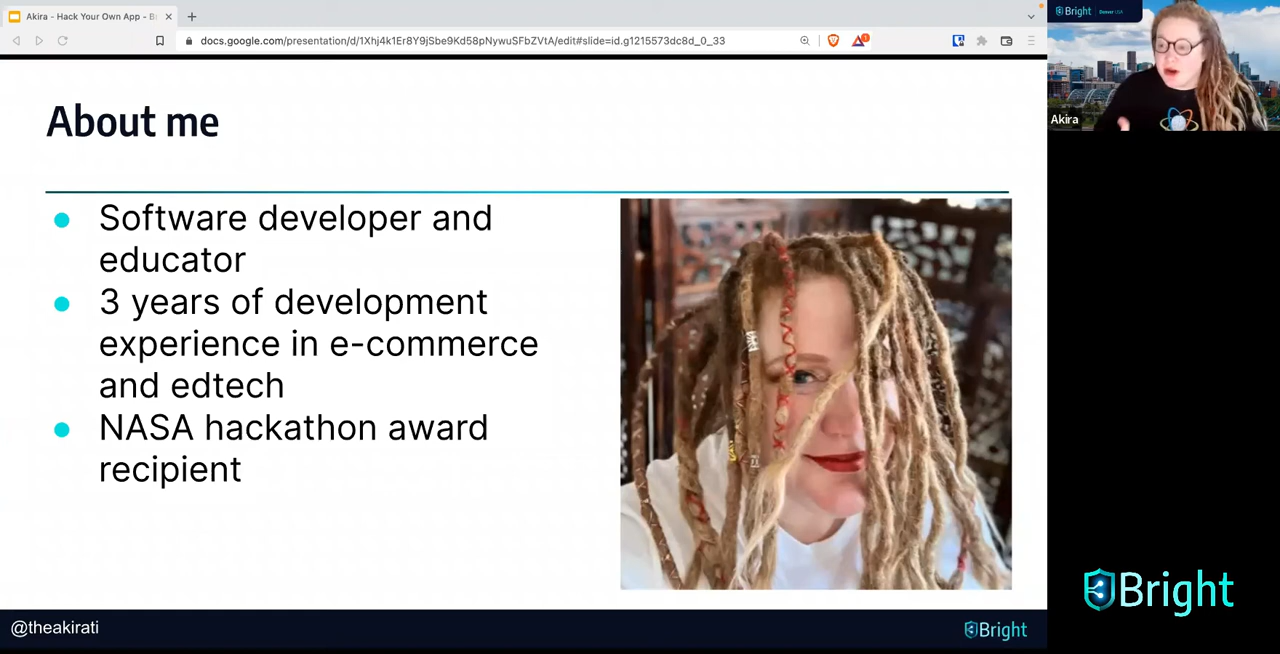 Akira - Hack Your Own App - B
docs.google.com/presentation/d/1Xhj4k1Er8Y9jSbe9Kd58pNywuSFbZVtA/edit#slide=id.g1215573dc8d_0_33
1
Bright
Akira
About me
Software developer and
educator
3 years of development
experience in e-commerce
and edtech
NASA hackathon award
recipient
Bright
@theakirati
Bright